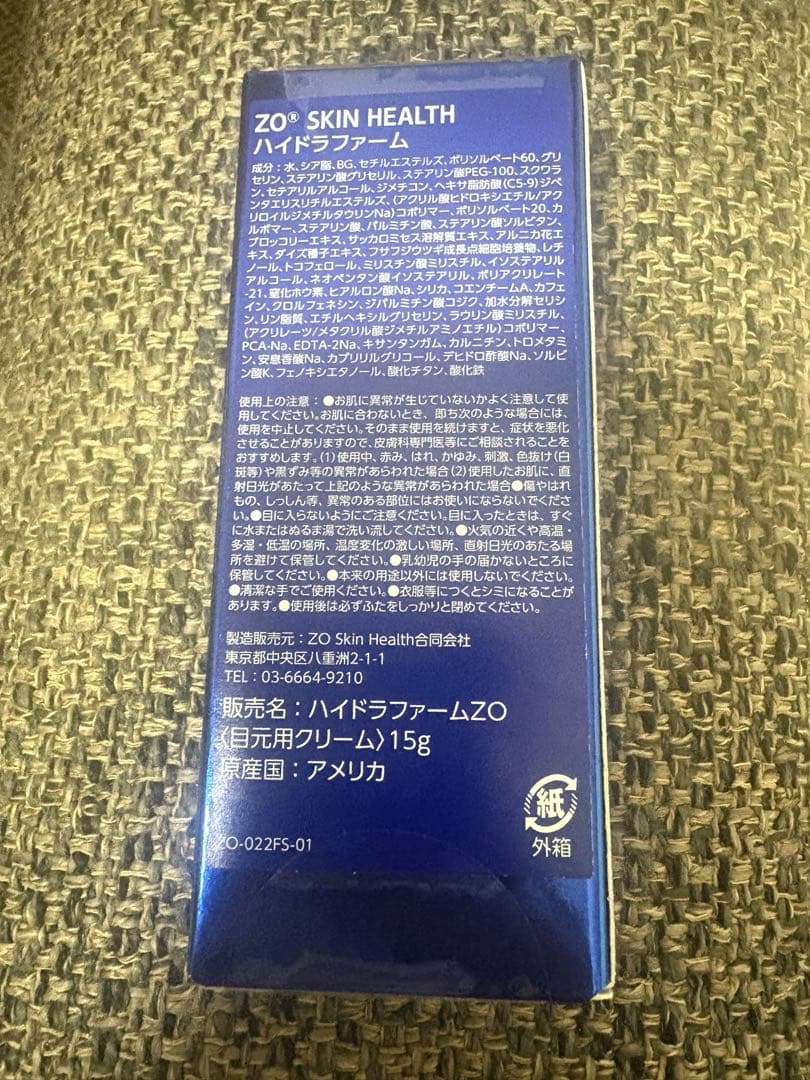 ZO® SKIN HEALTH
ハイドラファーム
成分：水、シア脂、BG、セチルエステルズ、ポリソルベート60、グリ
セリン、ステアリン酸グリセリル、ステアリン酸PEG-100、スクワラ
ン、セテアリルアルコール、ジメチコン、ヘキサ脂肪酸（C5-9）ジペ
ンタエリスリチルエステルズ、（アクリル酸ヒドロキシエチル/アク
リロイルジメチルタウリンNa）コポリマー、ポリソルベート20、カ
ルボマー、ステアリン酸、パルミチン酸、ステアリン酸ソルビタン、
ブロッコリーエキス、サッカロミセス溶解質エキス、アルニカ花エ
キス、ダイズ種子エキス、フサフジウツギ成長点細胞培養物、レチ
ノール、トコフェロール、ミリスチン酸ミリスチル、イソステアリル
アルコール、ネオペンタン酸イソステアリル、ポリアクリレート
-21、窒化ホウ素、ヒアルロン酸Na、シリカ、コエンチームA、カフェ
イン、クロルフェネシン、ジパルミチン酸コジク、加水分解セリシ
ン、リン脂質、エチルヘキシルグリセリン、ラウリン酸ミリスチル、
（アクリレーツ/メタクリル酸ジメチルアミノエチル）コポリマー、
PCA-Na、EDTA-2Na、キサンタンガム、カルニチン、トロメタミ
ン、安息香酸Na、カプリリルグリコール、デヒドロ酢酸Na、ソルビ
ン酸K、フェノキシエタノール、酸化チタン、酸化鉄
使用上の注意：●お肌に異常が生じていないかよく注意して使
用してください。お肌に合わないとき、即ち次のような場合には、
使用を中止してください。そのまま使用を続けますと、症状を悪化
させることがありますので、皮膚科専門医等にご相談されることを
おすすめします。(1)使用中、赤み、はれ、かゆみ、刺激、色抜け（白
斑等）や黒ずみ等の異常があらわれた場合(2)使用したお肌に、直
射日光があたって上記のような異常があらわれた場合●傷やはれ
もの、しっしん等、異常のある部位にはお使いにならないでくださ
い。●目に入らないようにご注意ください。目に入ったときは、すぐ
に水またはぬるま湯で洗い流してください。●火気の近くや高温・
多湿・低温の場所、温度変化の激しい場所、直射日光のあたる場
所を避けて保管してください。●乳幼児の手の届かないところに
保管してください。●本来の用途以外には使用しないでください。
●清潔な手でご使用ください。●衣服等につくとシミになることが
あります。●使用後は必ずふたをしっかりと閉めてください。
製造販売元：ZO Skin Health合同会社
東京都中央区八重洲2-1-1
TEL：03-6664-9210
販売名：ハイドラファームZO
〈目元用クリーム〉15g
原産国：アメリカ
ZO-022FS-01
紙
外箱